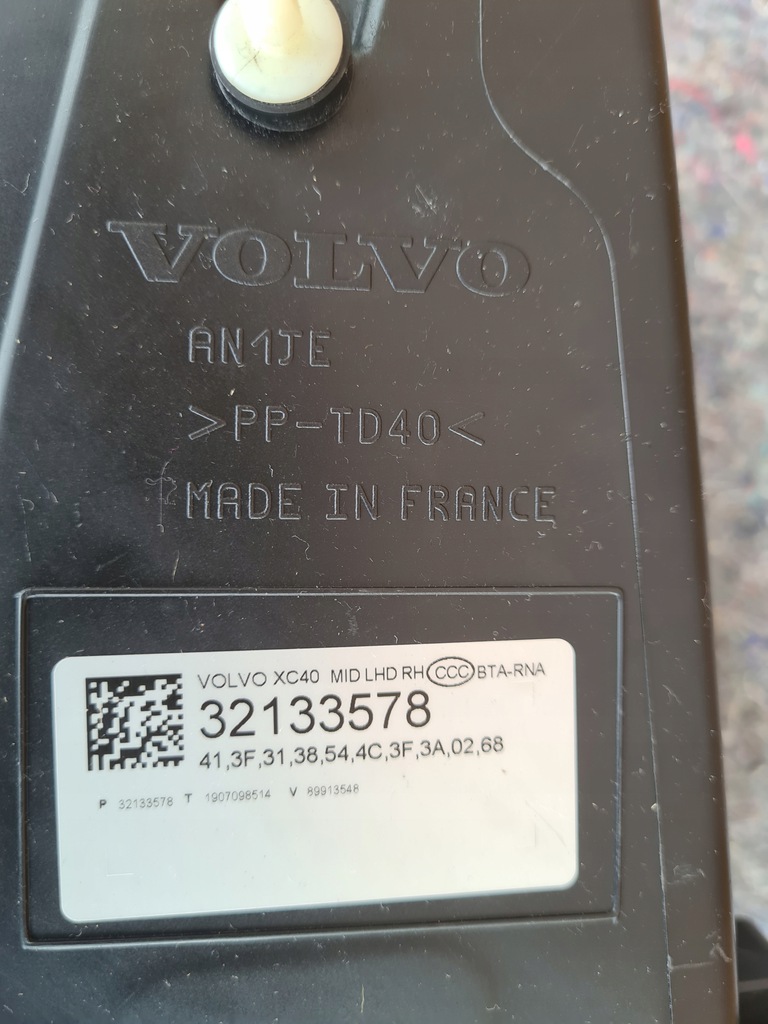 VOLVO
AN1JE
>PP-TD40<
MADE IN FRANCE
VOLVO XC40 MID LHD RH CCC BTA-RNA
32133578
41,3F,31,38,54,4C,3F,3A,02,68
P 32133578 T 1907098514 V 89913548